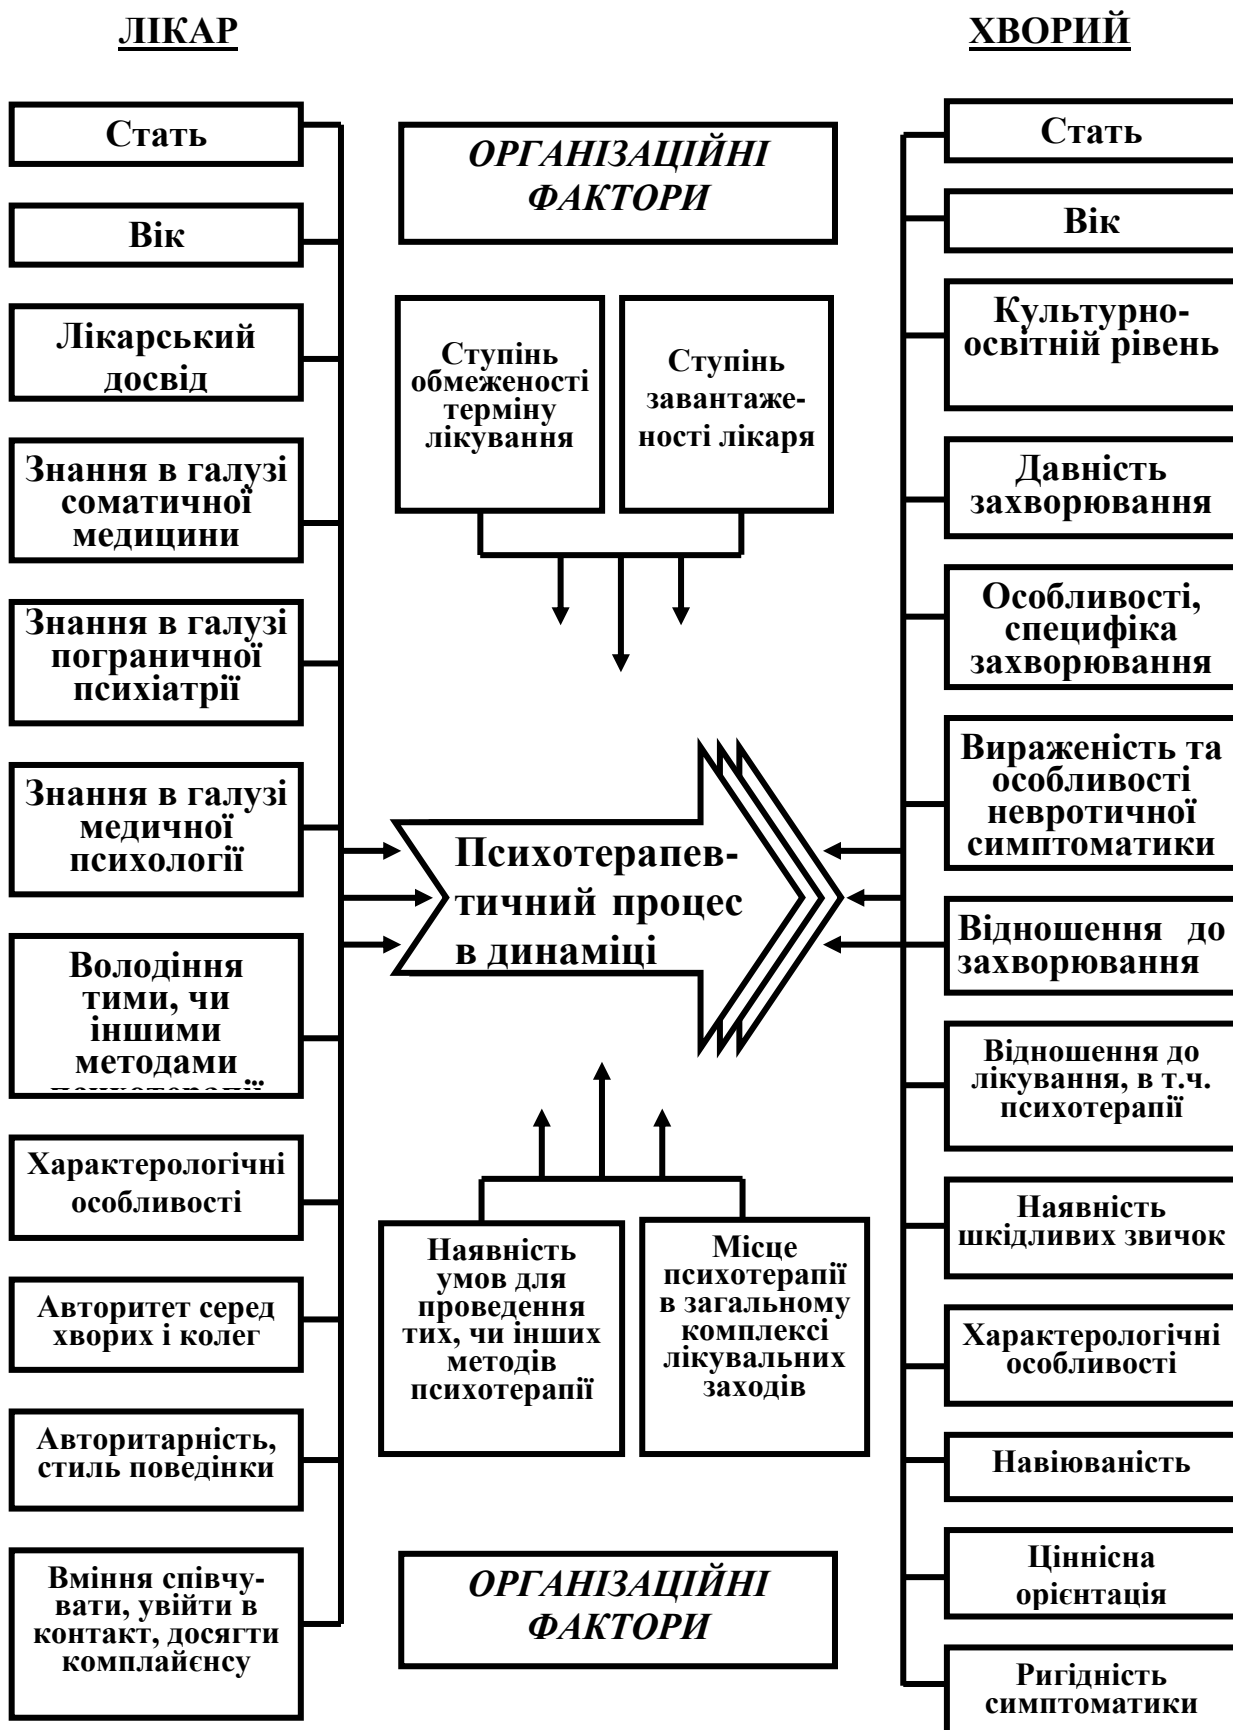 ЛІКАР
Стать
Вік
Лікарський
досвід
Знання в галузі
соматичної
медицини
Знання в галузі
пограничної
психіатрії
Знання в галузі
медичної
психології
Володіння
тими, чи
іншими
методами
Характерологічні
особливості
Авторитет серед
хворих і колег
Авторитарність,
стиль поведінки
Вміння співчу-
вати, увійти в
контакт, досягти
комплайєнсу
ОРГАНІЗАЦІЙНІ
ФАКТОРИ
Ступінь
обмеженості
терміну
лікування
Ступінь
завантаже-
ності лікаря
Психотерапев-
тичний процес
в динаміці
Наявність
умов для
проведення
тих, чи інших
методів
психотерапії
Місце
психотерапії
в загальному
комплексі
лікувальних
заходів
ОРГАНІЗАЦІЙНІ
ФАКТОРИ
ХВОРИЙ
Стать
Вік
Культурно-
освітній рівень
Давність
захворювання
Особливості,
специфіка
захворювання
Вираженість та
особливості
невротичної
симптоматики
Відношення до
захворювання
Відношення до
лікування, в т.ч.
психотерапії
Наявність
шкідливих звичок
Характерологічні
особливості
Навіюваність
Ціннісна
орієнтація
Ригідність
симптоматики